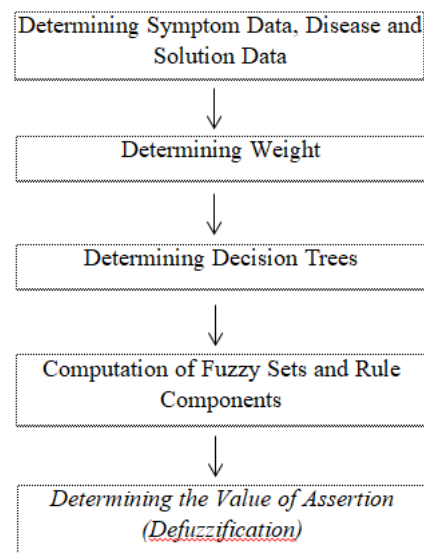 Determining Symptom Data, Disease and
Solution Data
Determining Weight
Determining Decision Trees
Computation of Fuzzy Sets and Rule
Components
Determining the Value of Assertion
(Defuzzification)